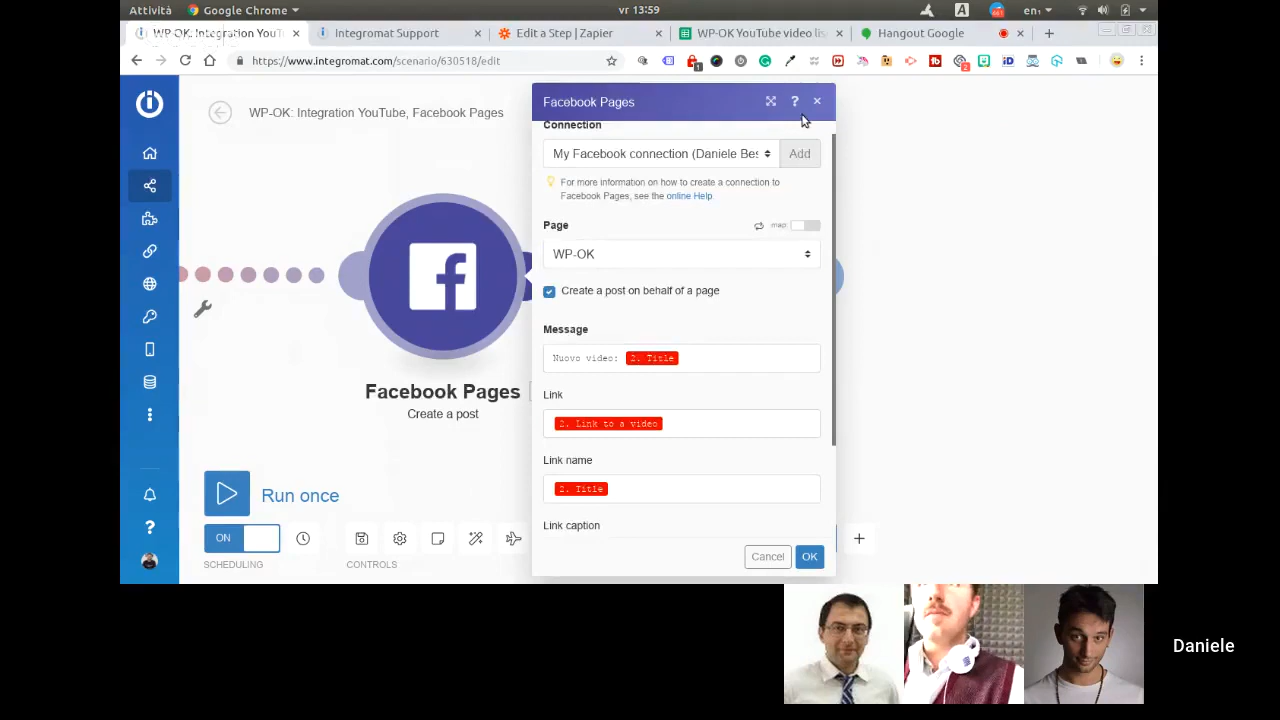 Attività
Google Chrome
vr 13:59
A
en₁
WP-OK: Integration YouT
Integromat Support
Edit a Step | Zapier
WP-OK YouTube video lis
Hangout Google
https://www.integromat.com/scenario/630518/edit
WP-OK: Integration YouTube, Facebook Pages
Facebook Pages
Connection
My Facebook connection (Daniele Bes
Add
For more information on how to create a connection to
Facebook Pages, see the online Help
Page
map:
WP-OK
Create a post on behalf of a page
Message
Nuovo video: 2. Title
Link
2. Link to a video
Link name
2. Title
Link caption
Cancel
OK
Facebook Pages
Create a post
Run once
ON
SCHEDULING
CONTROLS
Daniele